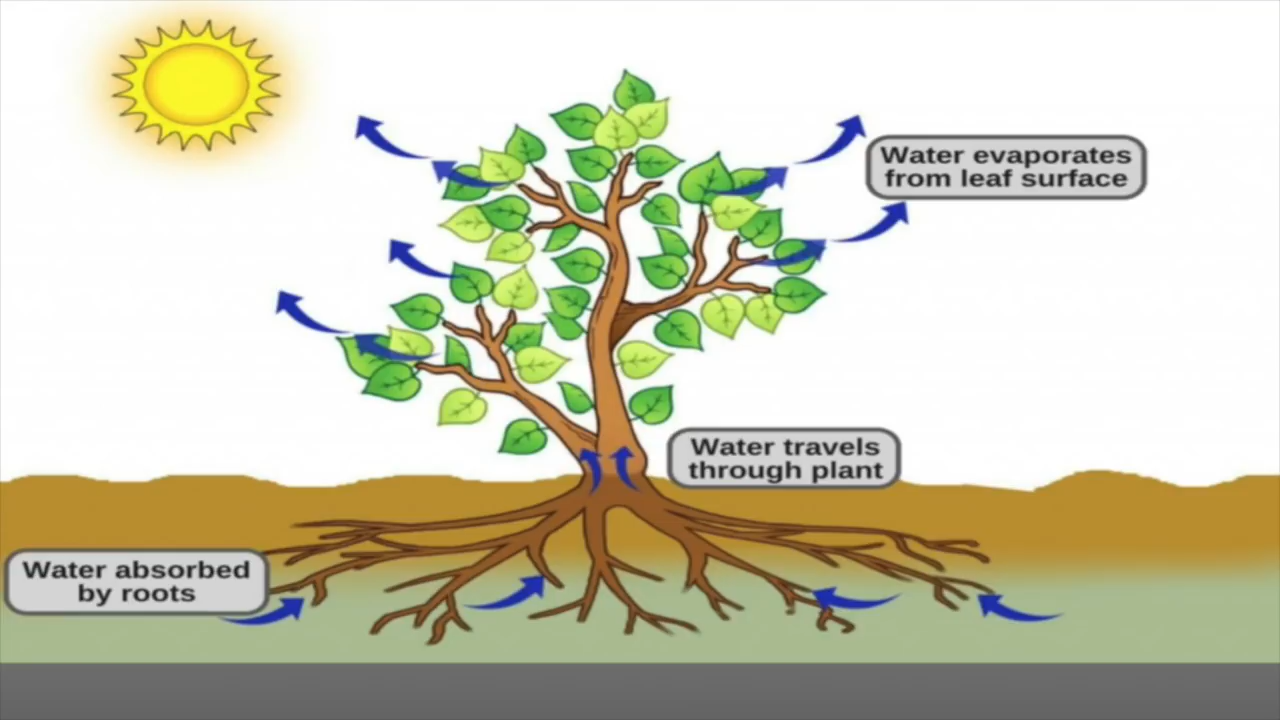 Water evaporates
from leaf surface
Water travels
through plant
Water absorbed
by roots